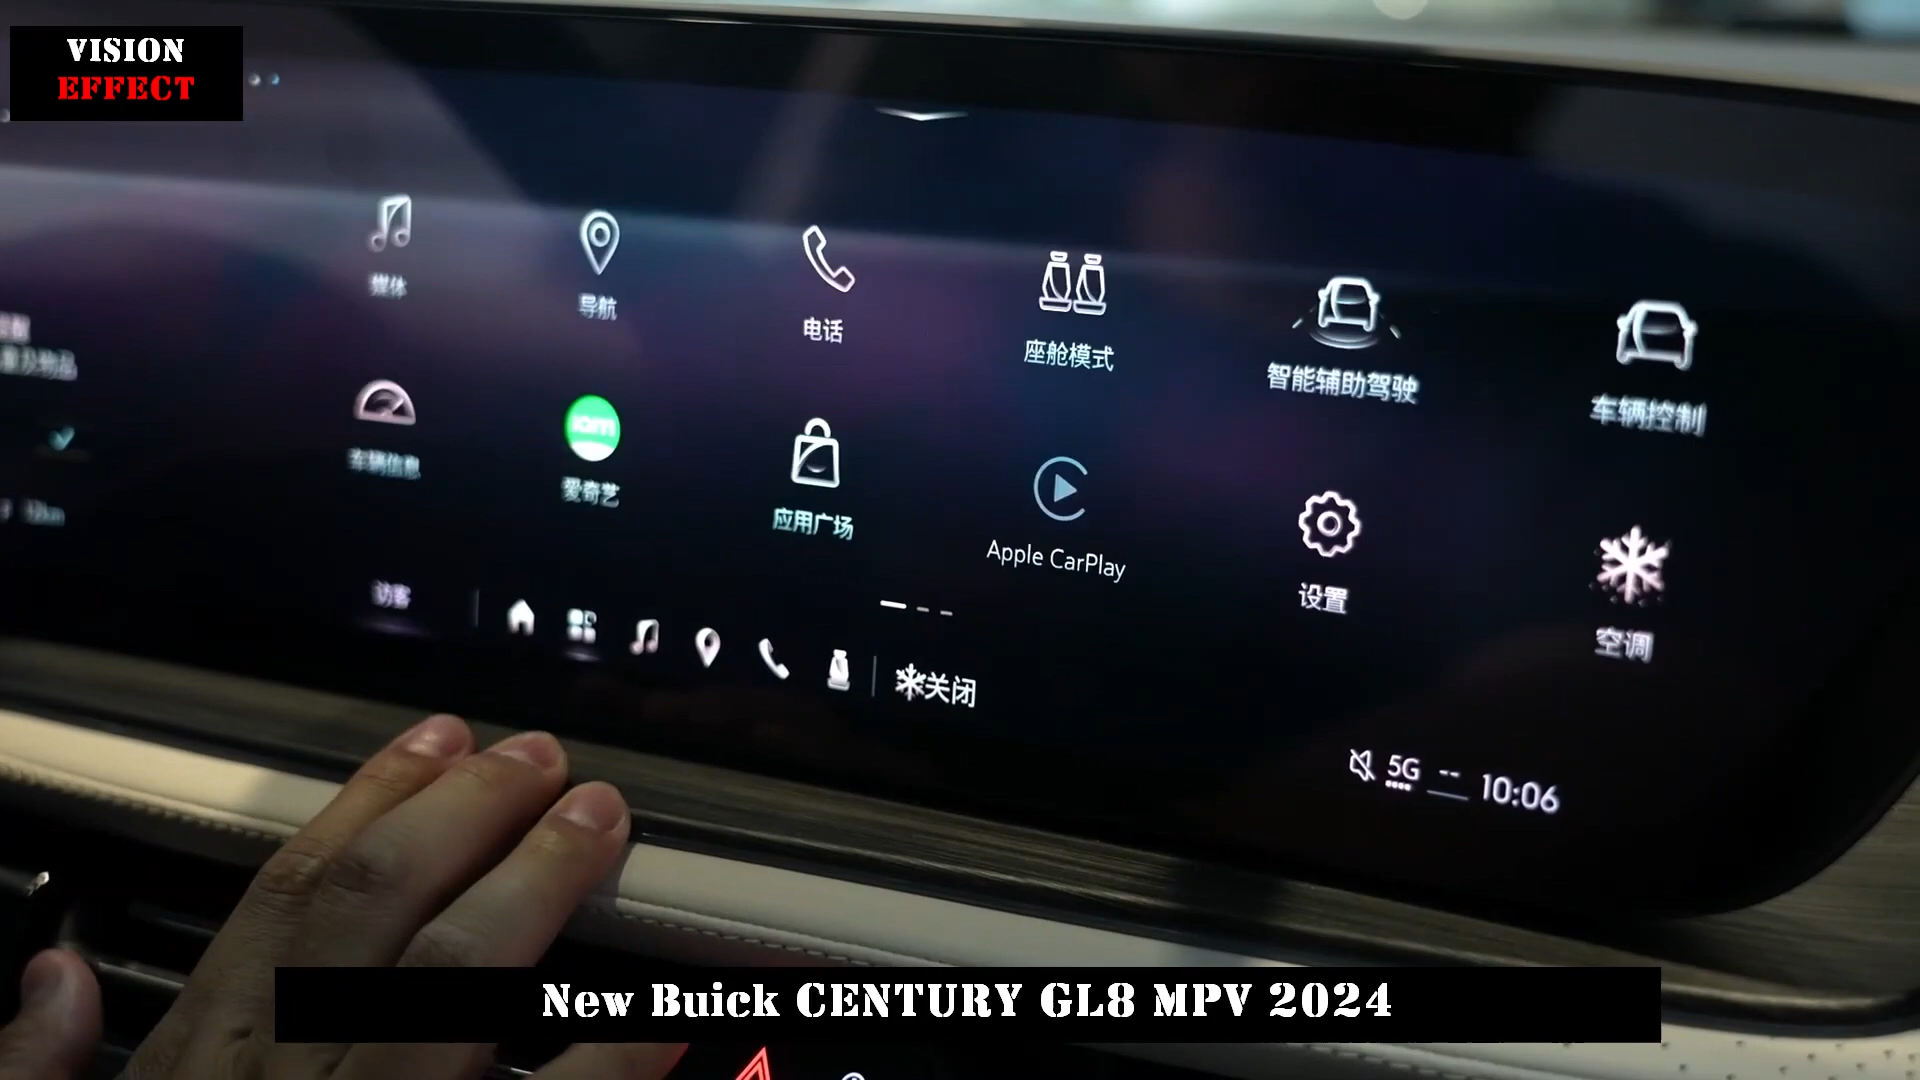 VISION
EFFECT
媒体
导航
电话
座舱模式
智能辅助驾驶
车辆控制
车辆信息
爱奇艺
应用广场
Apple CarPlay
设置
空调
访客
关闭
5G -- 10:06
New Buick CENTURY GL8 MPV 2024